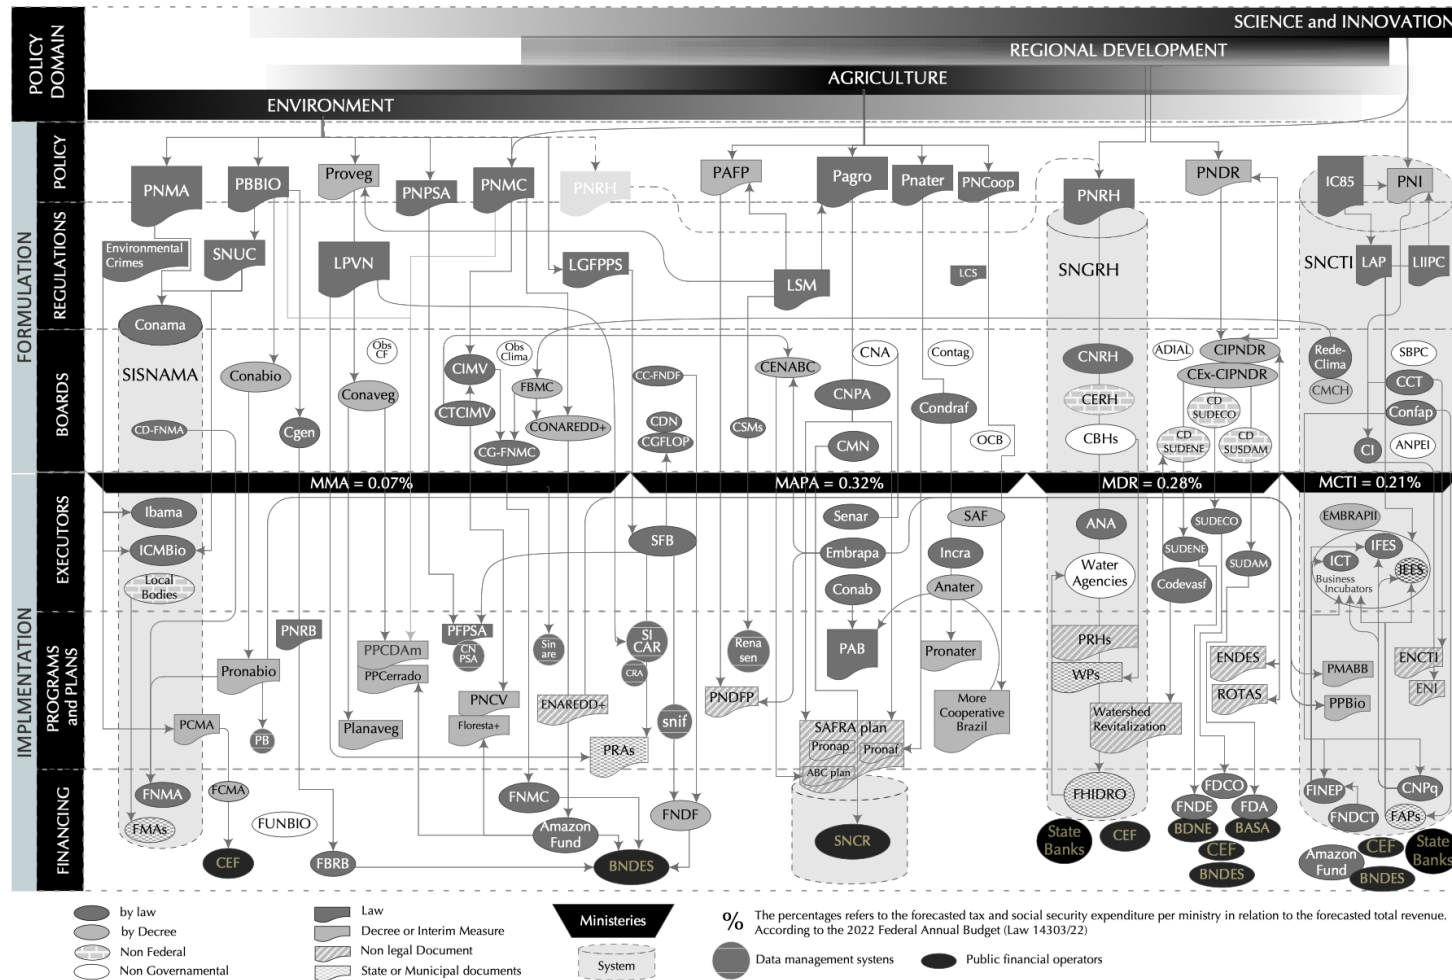 SCIENCE and INNOVATION
REGIONAL DEVELOPMENT
AGRICULTURE
ENVIRONMENT
POLICY
DOMAIN
FORMULATION
POLICY
PNMA
PBBIO
Proveg
PNPSA
PNMC
PNRH
PAFP
Pagro
Pnater
PNCoop
PNRH
PNDR
IC85
PNI
REGULATIONS
Environmental
Crimes
SNUC
LPVN
LGFPPS
LSM
LCS
SNGRH
SNCTI
LAP
LIIPC
Conama
BOARDS
SISNAMA
Conabio
Obs
CF
Conaveg
CIMV
Obs
Clima
FBMC
CC-FNDF
CENABC
CNA
Contag
CNRH
ADIAL
CIPNDR
CEx-CIPNDR
Rede-
Clima
CMCH
SBPC
CCT
CD-FNMA
Cgen
CTCIMV
CONAREDD+
CG-FNMC
CDN
CGFLOP
CSMs
CNPA
CMN
Condraf
OCB
CERH
CBHs
CD
SUDECO
CD
SUDENE
CD
SUSDAM
Confap
CI
ANPEI
MMA = 0.07%
MAPA = 0.32%
MDR = 0.28%
MCTI = 0.21%
IMPLMENTATION
EXECUTORS
Ibama
ICMBio
Local
Bodies
SFB
Senar
Embrapa
Conab
SAF
Incra
Anater
ANA
Water
Agencies
SUDECO
SUDENE
SUDAM
Codevasf
EMBRAPII
IFES
ICT
IEES
Business
Incubators
PROGRAMS
and PLANS
PNRB
Pronabio
PCMA
PB
PPCDAm
PPCerrado
Planaveg
PFPSA
CN
PSA
PNCV
Floresta+
Sin
are
ENAREDD+
SI
CAR
CRA
snif
PRAs
Rena
sen
PNDFP
PAB
SAFRA plan
Pronap
Pronaf
ABC plan
Pronater
More
Cooperative
Brazil
PRHs
WPs
Watershed
Revitalization
ENDES
ROTAS
PMABB
PPBio
ENCTI
ENI
FINANCING
FNMA
FMAs
FCMA
CEF
FUNBIO
FBRB
FNMC
Amazon
Fund
BNDES
FNDF
SNCR
FHIDRO
State
Banks
CEF
FDCO
FNDE
FDA
BDNE
BASA
CEF
BNDES
FINEP
FNDCT
CNPq
FAPs
Amazon
Fund
CEF
BNDES
State
Banks
by law
by Decree
Non Federal
Non Governamental
Law
Decree or Interim Measure
Non legal Document
State or Municipal documents
Ministeries
System
% The percentages refers to the forecasted tax and social security expenditure per ministry in relation to the forecasted total revenue.
According to the 2022 Federal Annual Budget (Law 14303/22)
Data management systens
Public financial operators